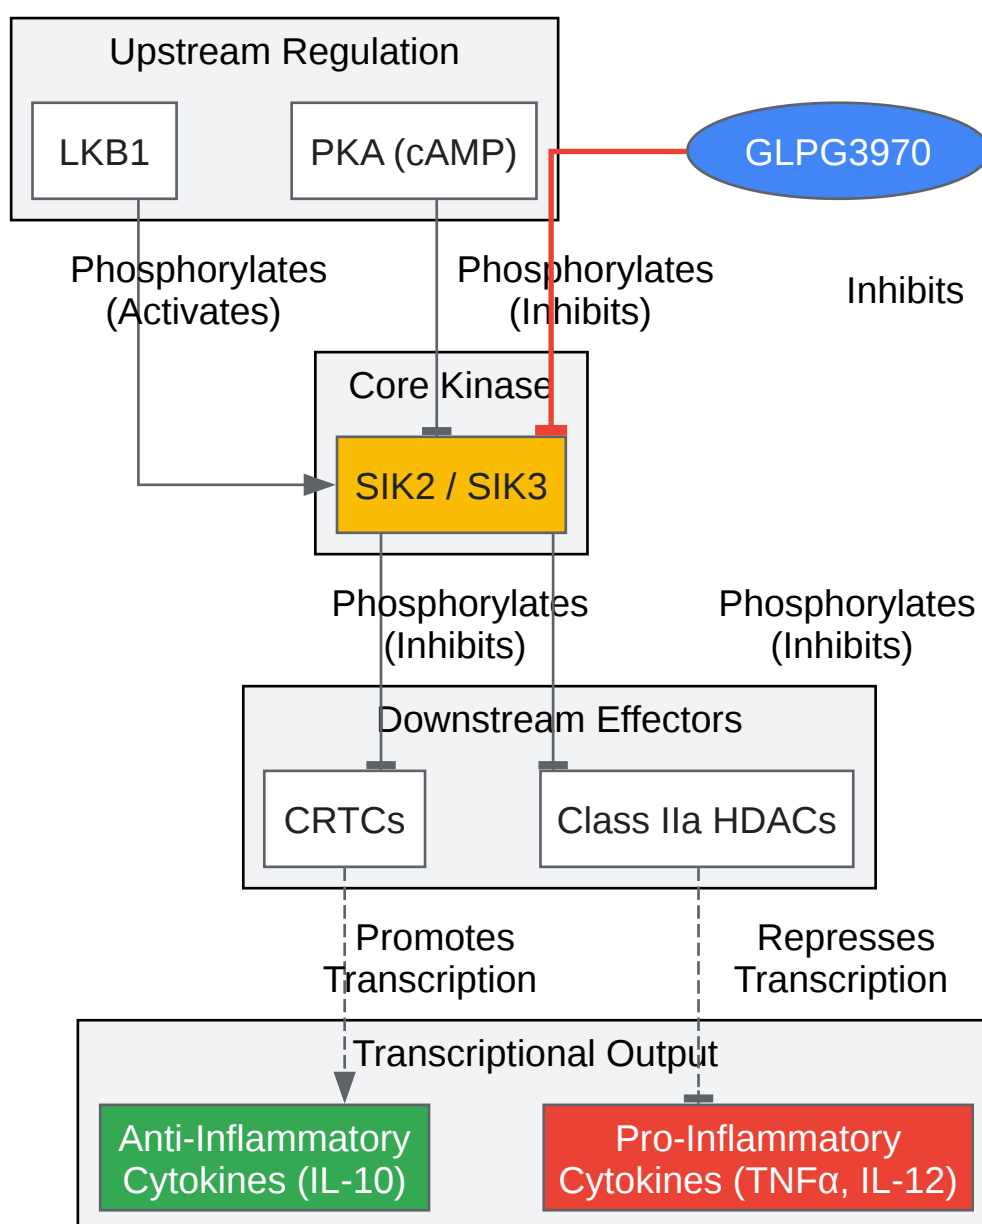 Upstream Regulation
LKB1
PKA (cAMP)
GLPG3970
Phosphorylates
(Activates)
Phosphorylates
(Inhibits)
Inhibits
Core Kinase
SIK2 / SIK3
Phosphorylates
(Inhibits)
Phosphorylates
(Inhibits)
Downstream Effectors
CRTCs
Class IIa HDACs
Promotes
Transcription
Represses
Transcription
Transcriptional Output
Anti-Inflammatory
Cytokines (IL-10)
Pro-Inflammatory
Cytokines (TNFα, IL-12)